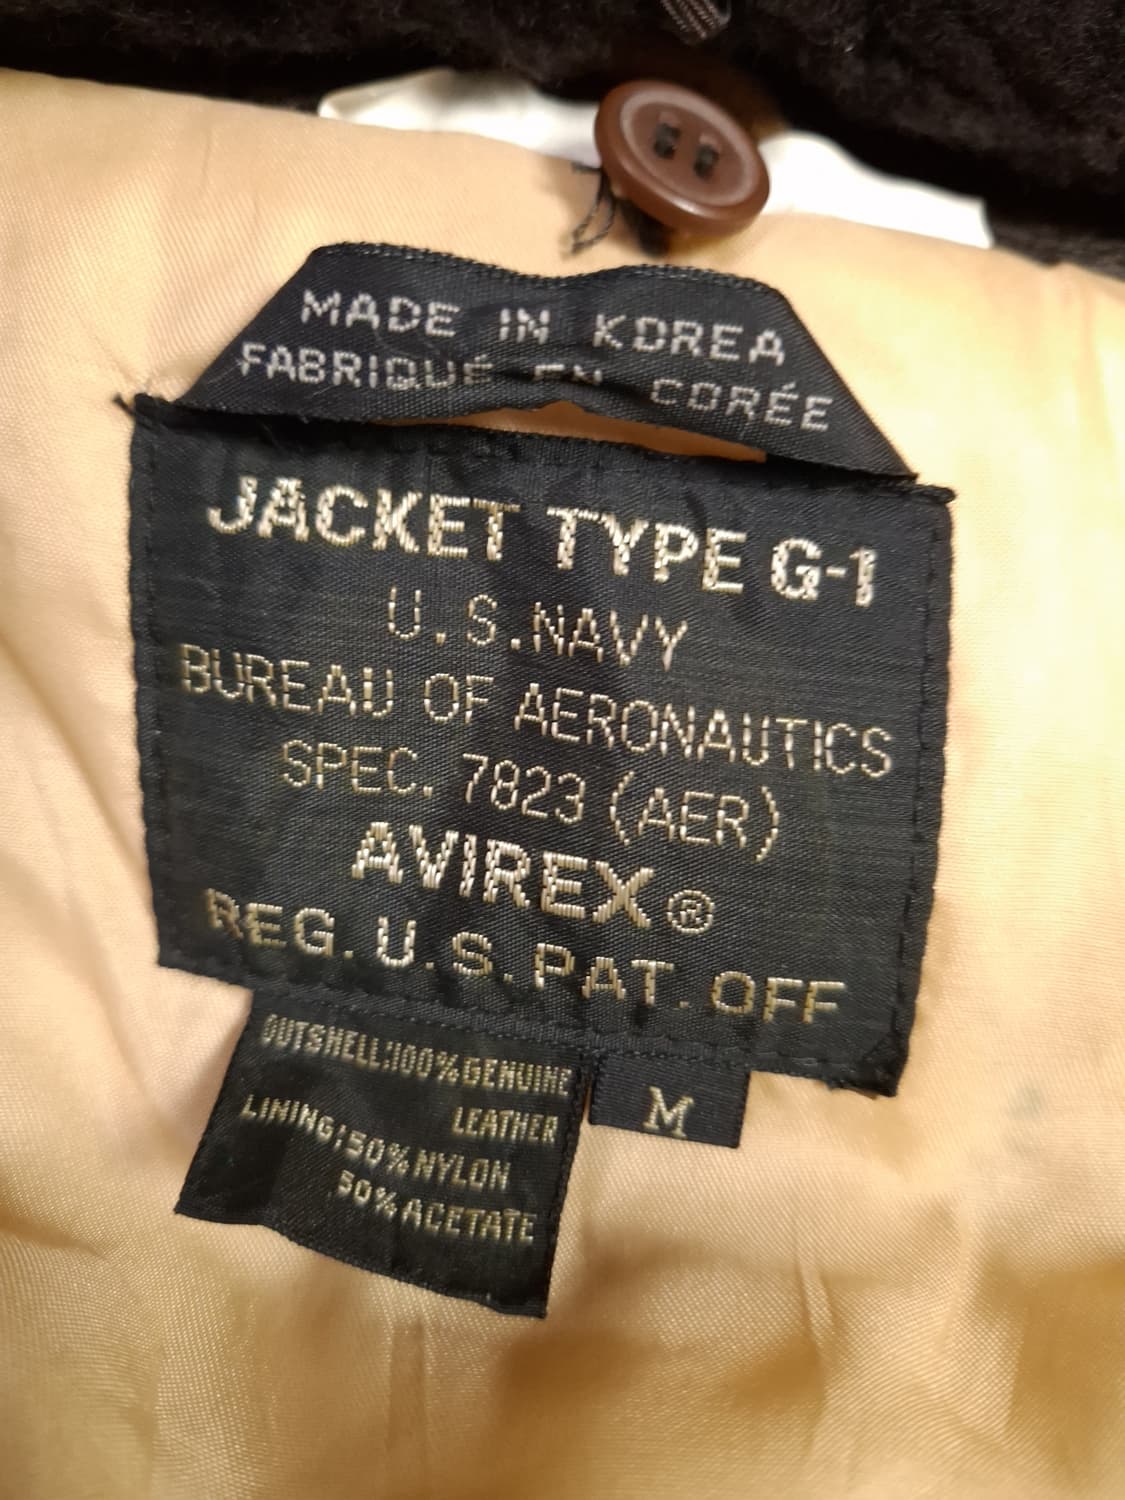 MADE IN KOREA
FABRIQUÉ EN CORÉE
JACKET TYPE G-1
U.S.NAVY
BUREAU OF AERONAUTICS
SPEC. 7823 (AER)
AVIREX®
REG. U.S. PAT. OFF
OUTSHELL:100%GENUINE
LEATHER
LINING:50%NYLON
50%ACETATE
M